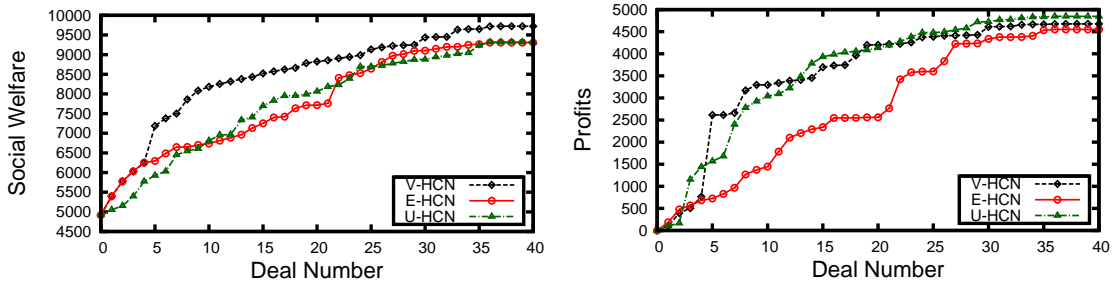 Social Welfare
10000
9500
9000
8500
8000
7500
7000
6500
6000
5500
5000
4500
0 5 10 15 20 25 30 35 40
Deal Number
V-HCN
E-HCN
U-HCN
Profits
5000
4500
4000
3500
3000
2500
2000
1500
1000
500
0
0 5 10 15 20 25 30 35 40
Deal Number
V-HCN
E-HCN
U-HCN